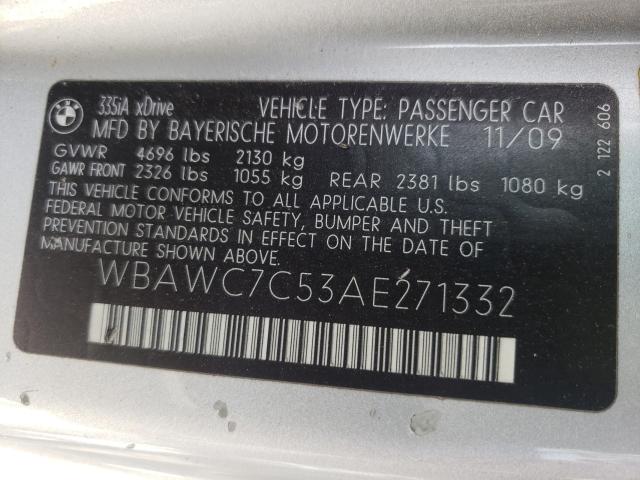 BMW
335iA xDrive VEHICLE TYPE: PASSENGER CAR
MFD BY BAYERISCHE MOTORENWERKE 11/09
GVWR 4696 lbs 2130 kg
GAWR FRONT 2326 lbs 1055 kg REAR 2381 lbs 1080 kg
THIS VEHICLE CONFORMS TO ALL APPLICABLE U.S.
FEDERAL MOTOR VEHICLE SAFETY, BUMPER AND THEFT
PREVENTION STANDARDS IN EFFECT ON THE DATE OF
MANUFACTURE SHOWN ABOVE.
WBAWC7C53AE271332
2 122 606